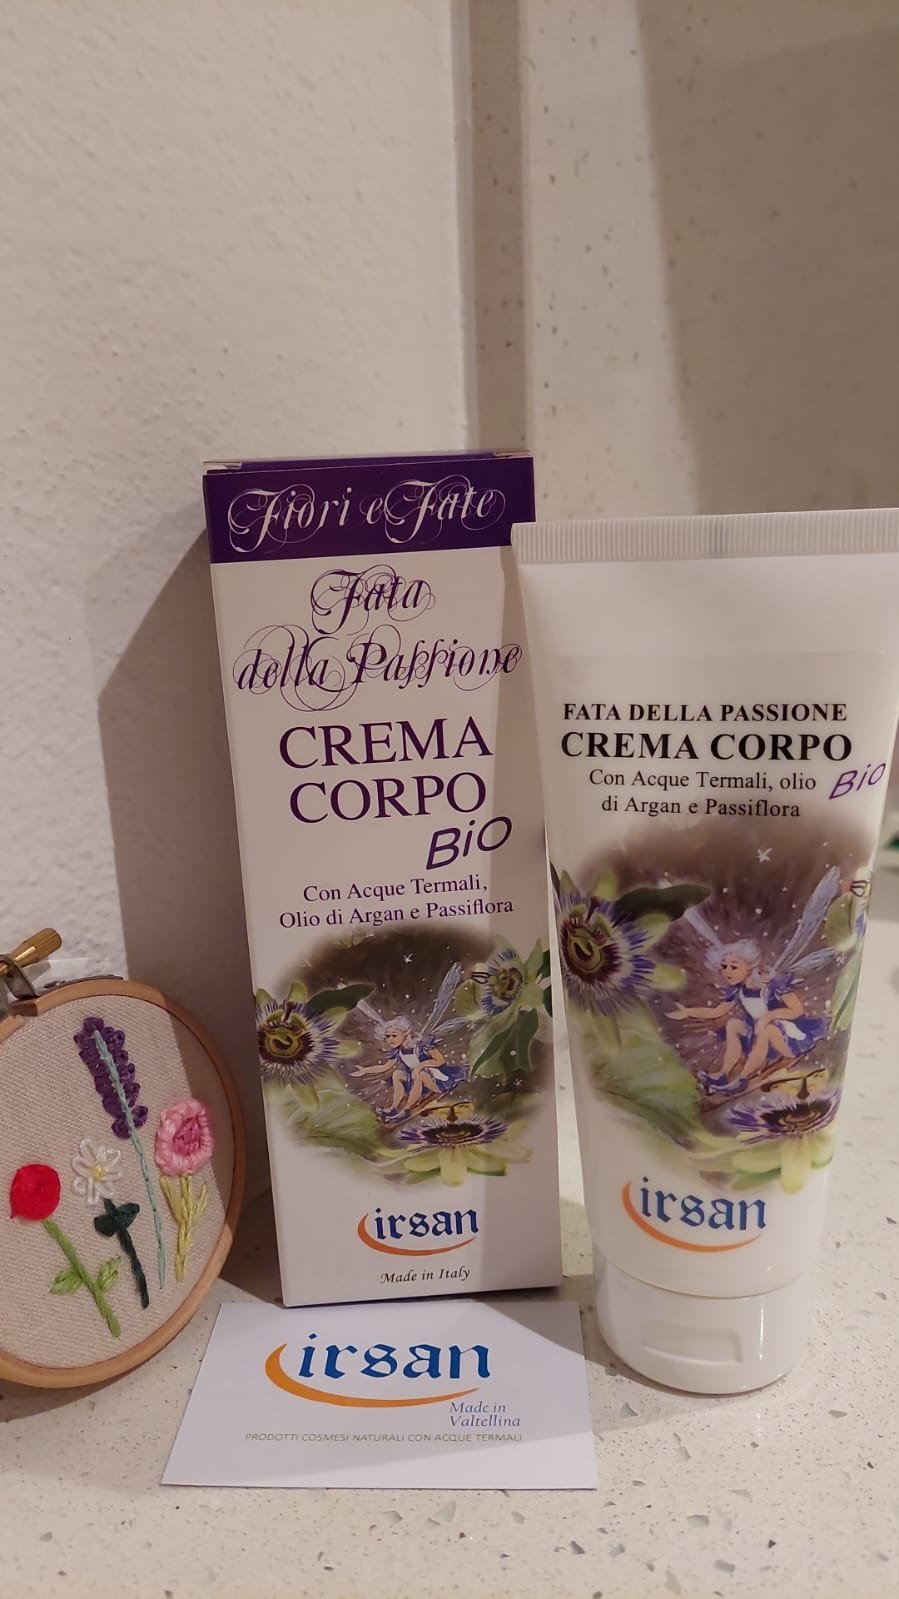 Fiori e Fate
Fata
della Passione
CREMA
CORPO
BiO
Con Acque Termali,
Olio di Argan e Passiflora
irsan
Made in Italy
FATA DELLA PASSIONE
CREMA CORPO
Con Acque Termali, olio
di Argan e Passiflora
BiO
irsan
irsan
Made in
Valtellina
PRODOTTI COSMESI NATURALI CON ACQUE TERMALI